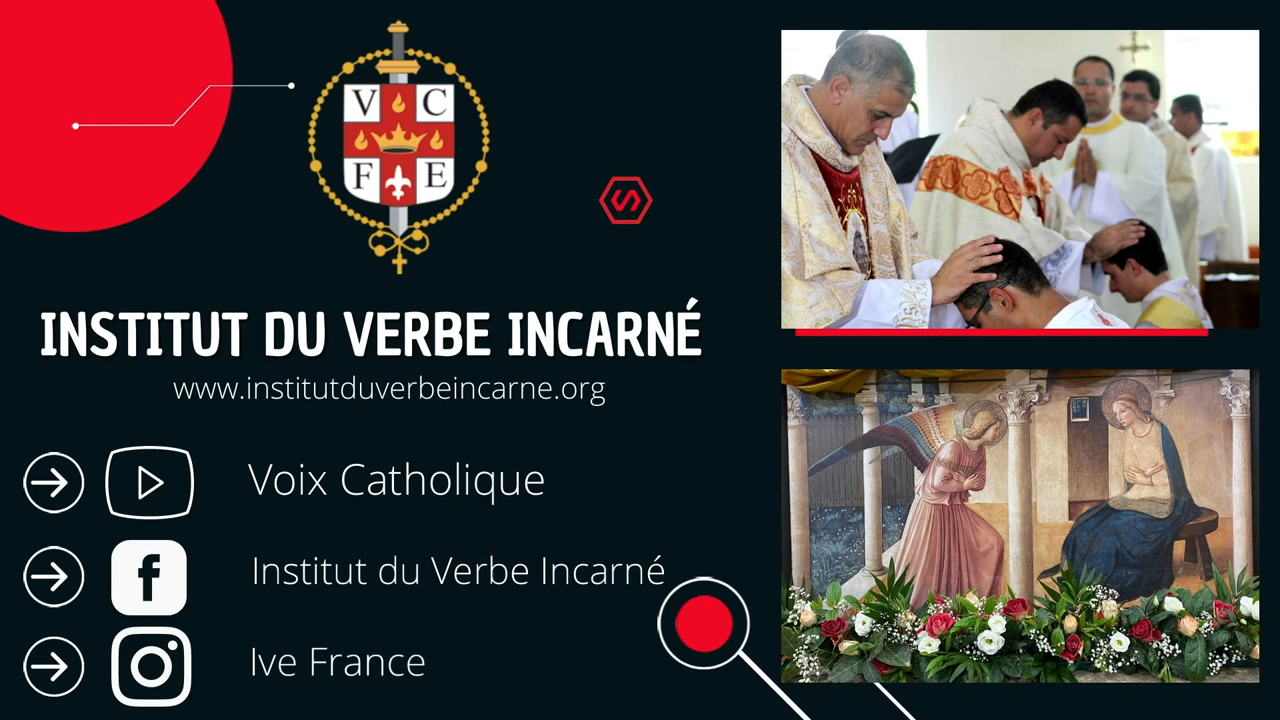 V C
F E
INSTITUT DU VERBE INCARNÉ
www.institutduverbeincarne.org
Voix Catholique
Institut du Verbe Incarné
Ive France